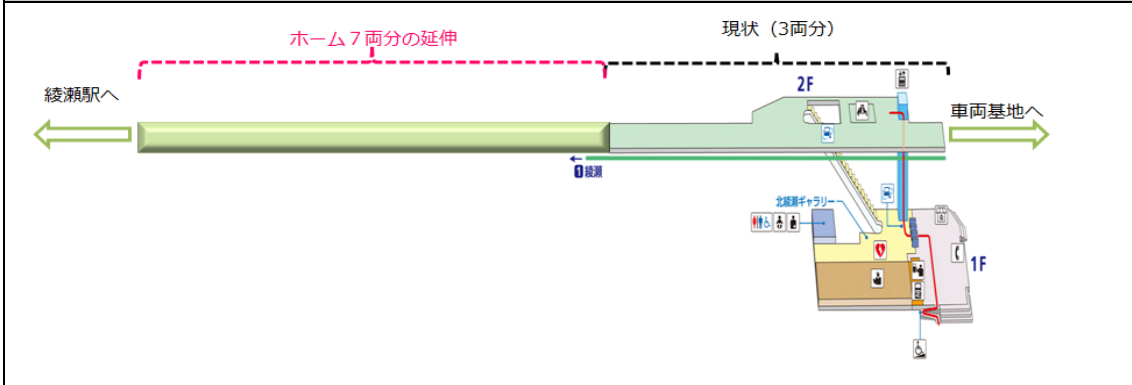 ホーム７両分の延伸
現状（3両分）
綾瀬駅へ
2F
車両基地へ
←
1 綾瀬
北綾瀬ギャラリー
1F